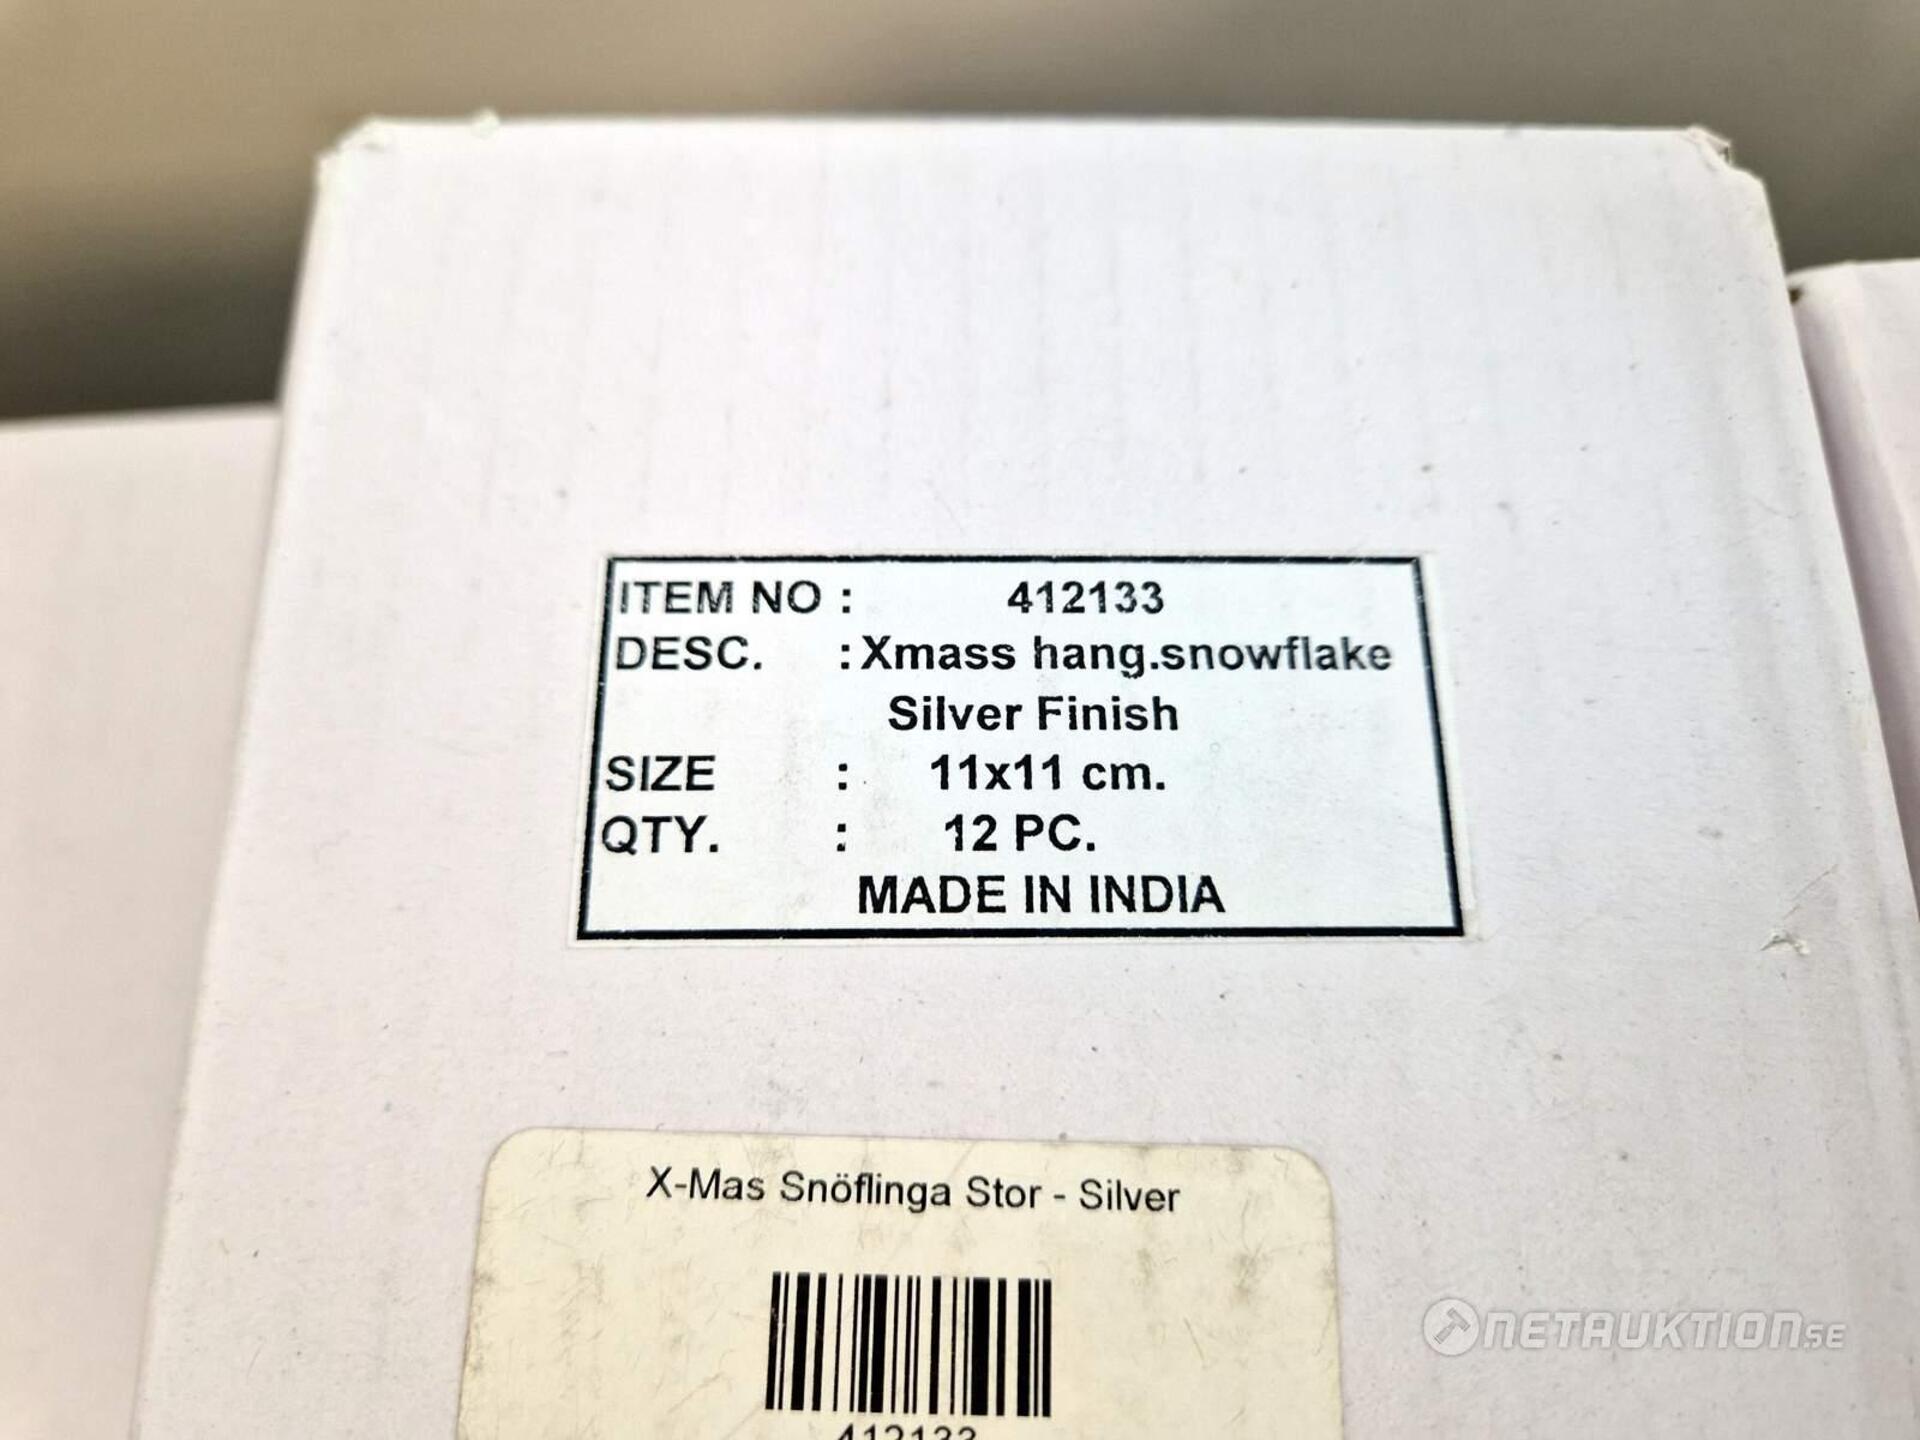 ITEM NO : 412133
DESC. : Xmass hang.snowflake
Silver Finish
SIZE : 11x11 cm.
QTY. : 12 PC.
MADE IN INDIA
X-Mas Snöflinga Stor - Silver
412133
NETAUKTION.SE